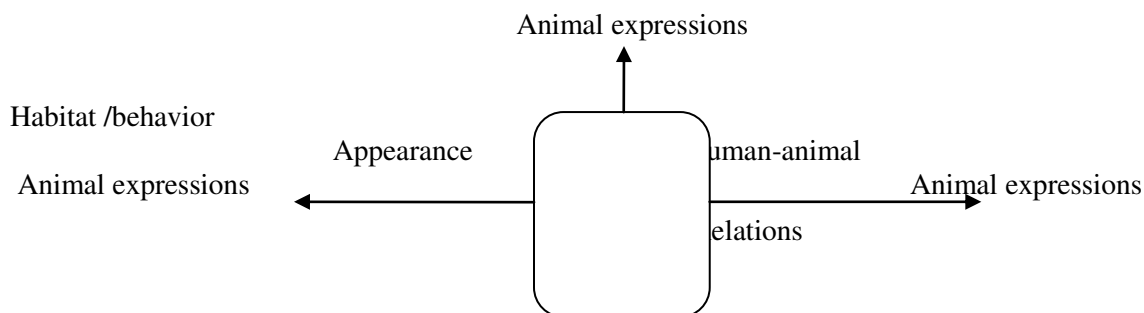 Animal expressions
Habitat /behavior
Appearance
uman-animal
Animal expressions
Animal expressions
elations